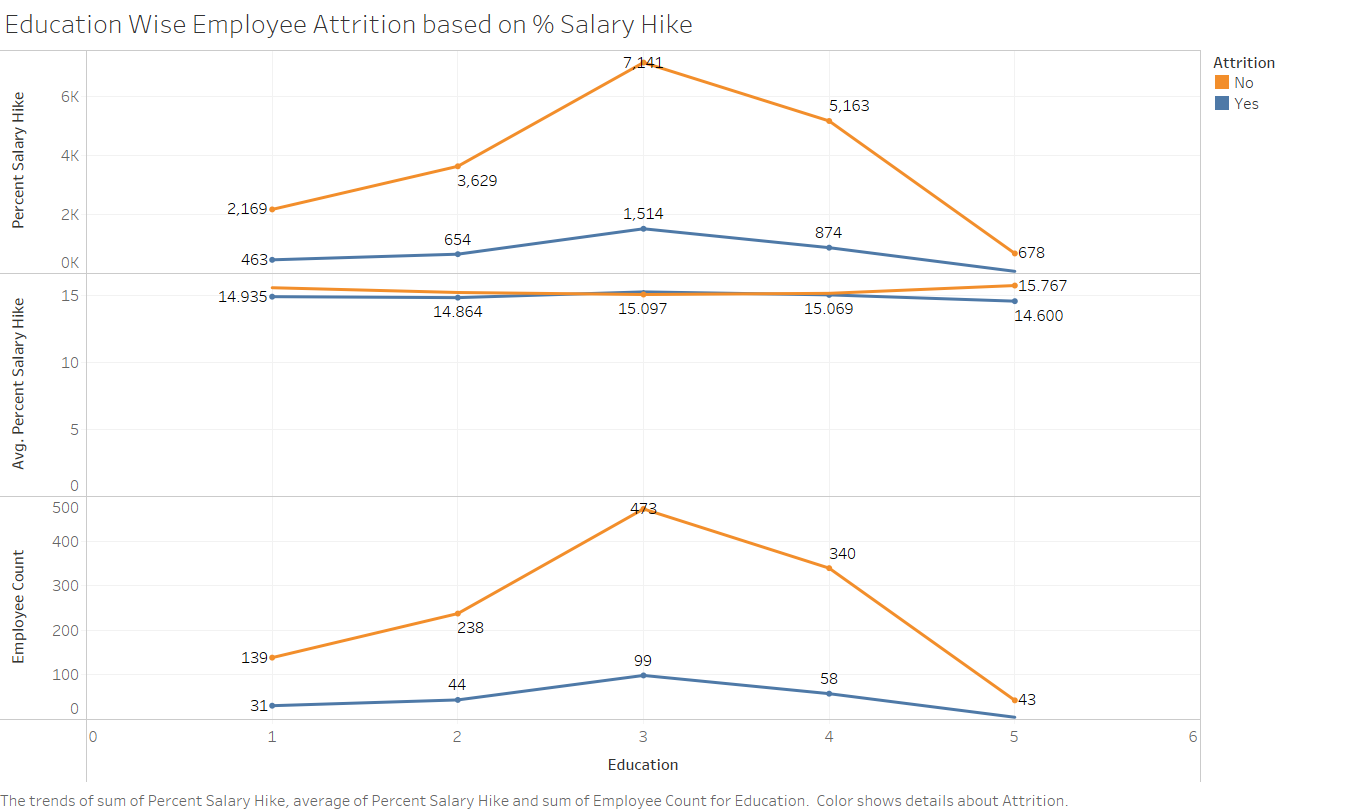 Education Wise Employee Attrition based on % Salary Hike
Attrition
No
Yes
Percent Salary Hike
6K
4K
2K
0K
7,141
5,163
3,629
2,169
1,514
874
654
463
678
Avg. Percent Salary Hike
15
10
5
0
14.935
14.864
15.097
15.069
15.767
14.600
Employee Count
500
400
300
200
100
0
473
340
238
139
99
58
44
31
43
0 1 2 3 4 5 6
Education
The trends of sum of Percent Salary Hike, average of Percent Salary Hike and sum of Employee Count for Education.  Color shows details about Attrition.